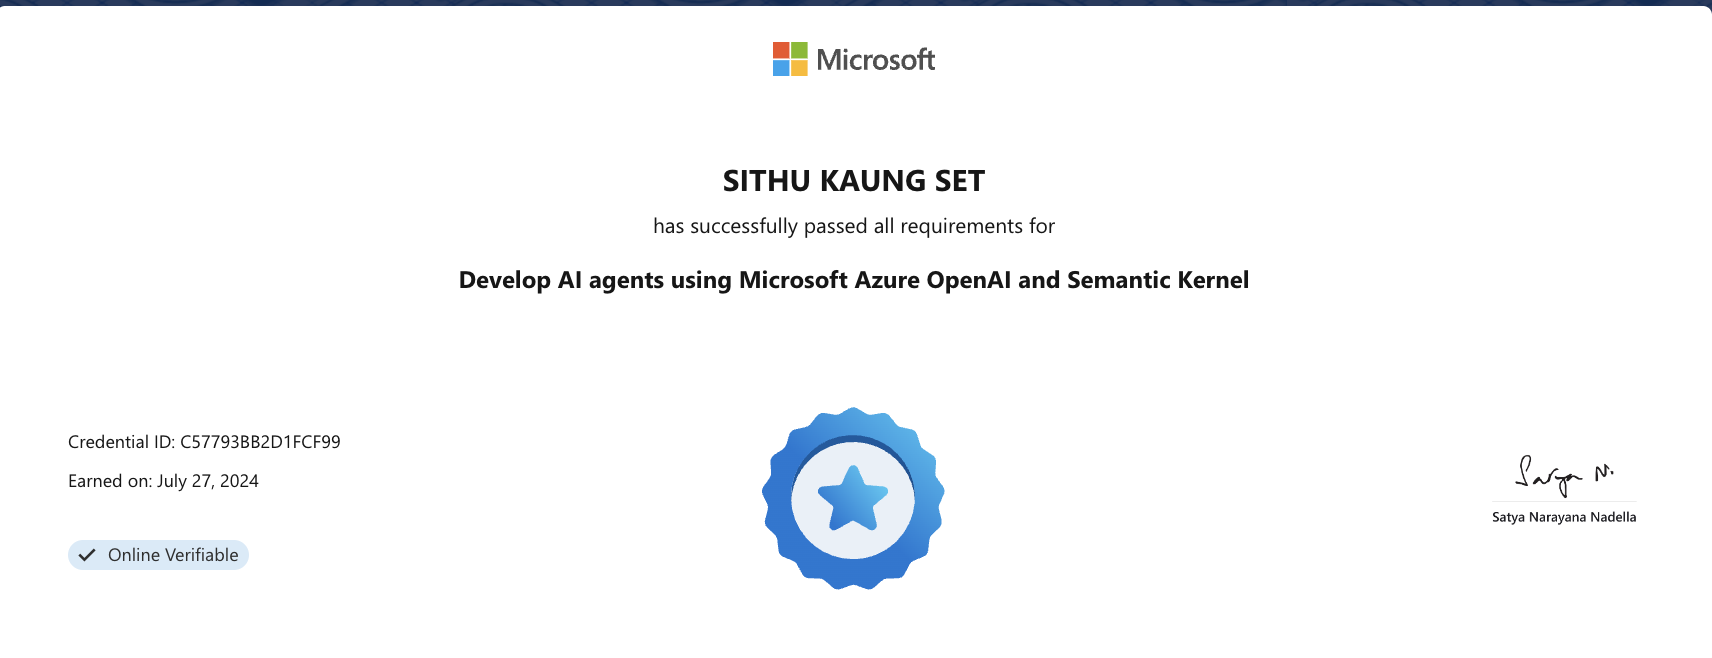 Microsoft
SITHU KAUNG SET
has successfully passed all requirements for
Develop AI agents using Microsoft Azure OpenAI and Semantic Kernel
Credential ID: C57793BB2D1FCF99
Earned on: July 27, 2024
Online Verifiable
Satya N.
Satya Narayana Nadella